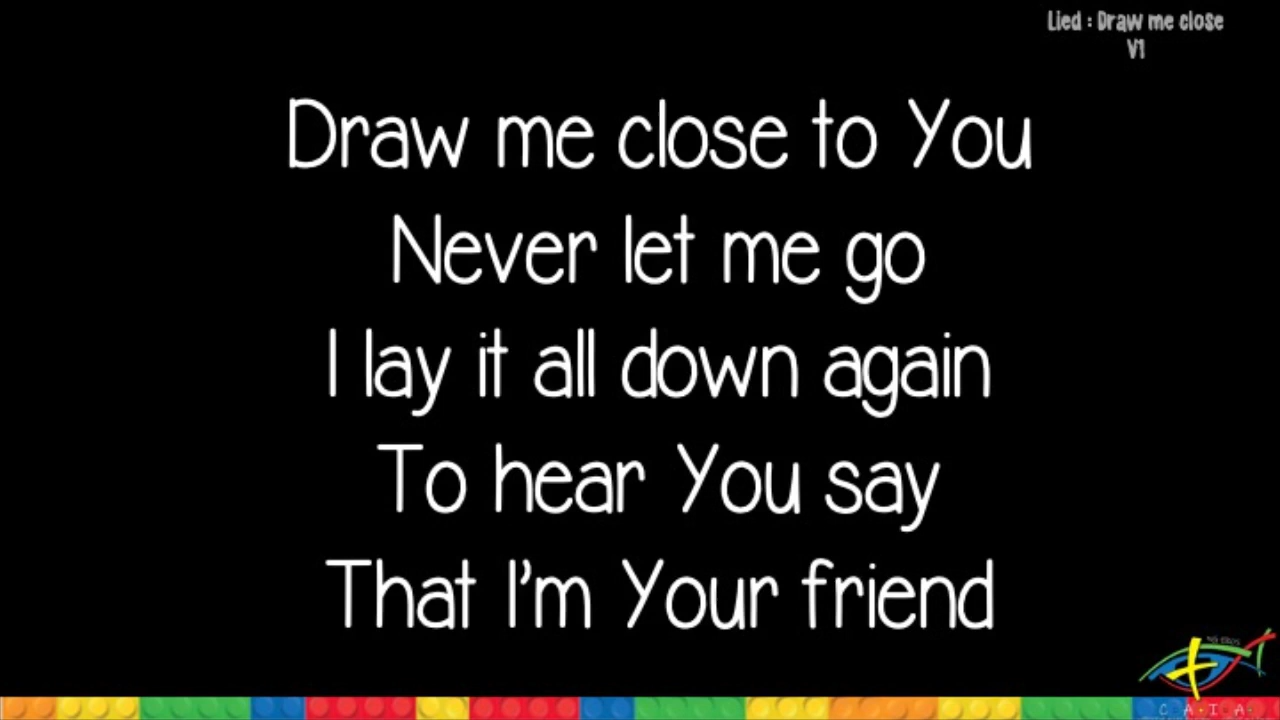 Lied : Draw me close
V1
Draw me close to You
Never let me go
I lay it all down again
To hear You say
That I'm Your friend
C A I A